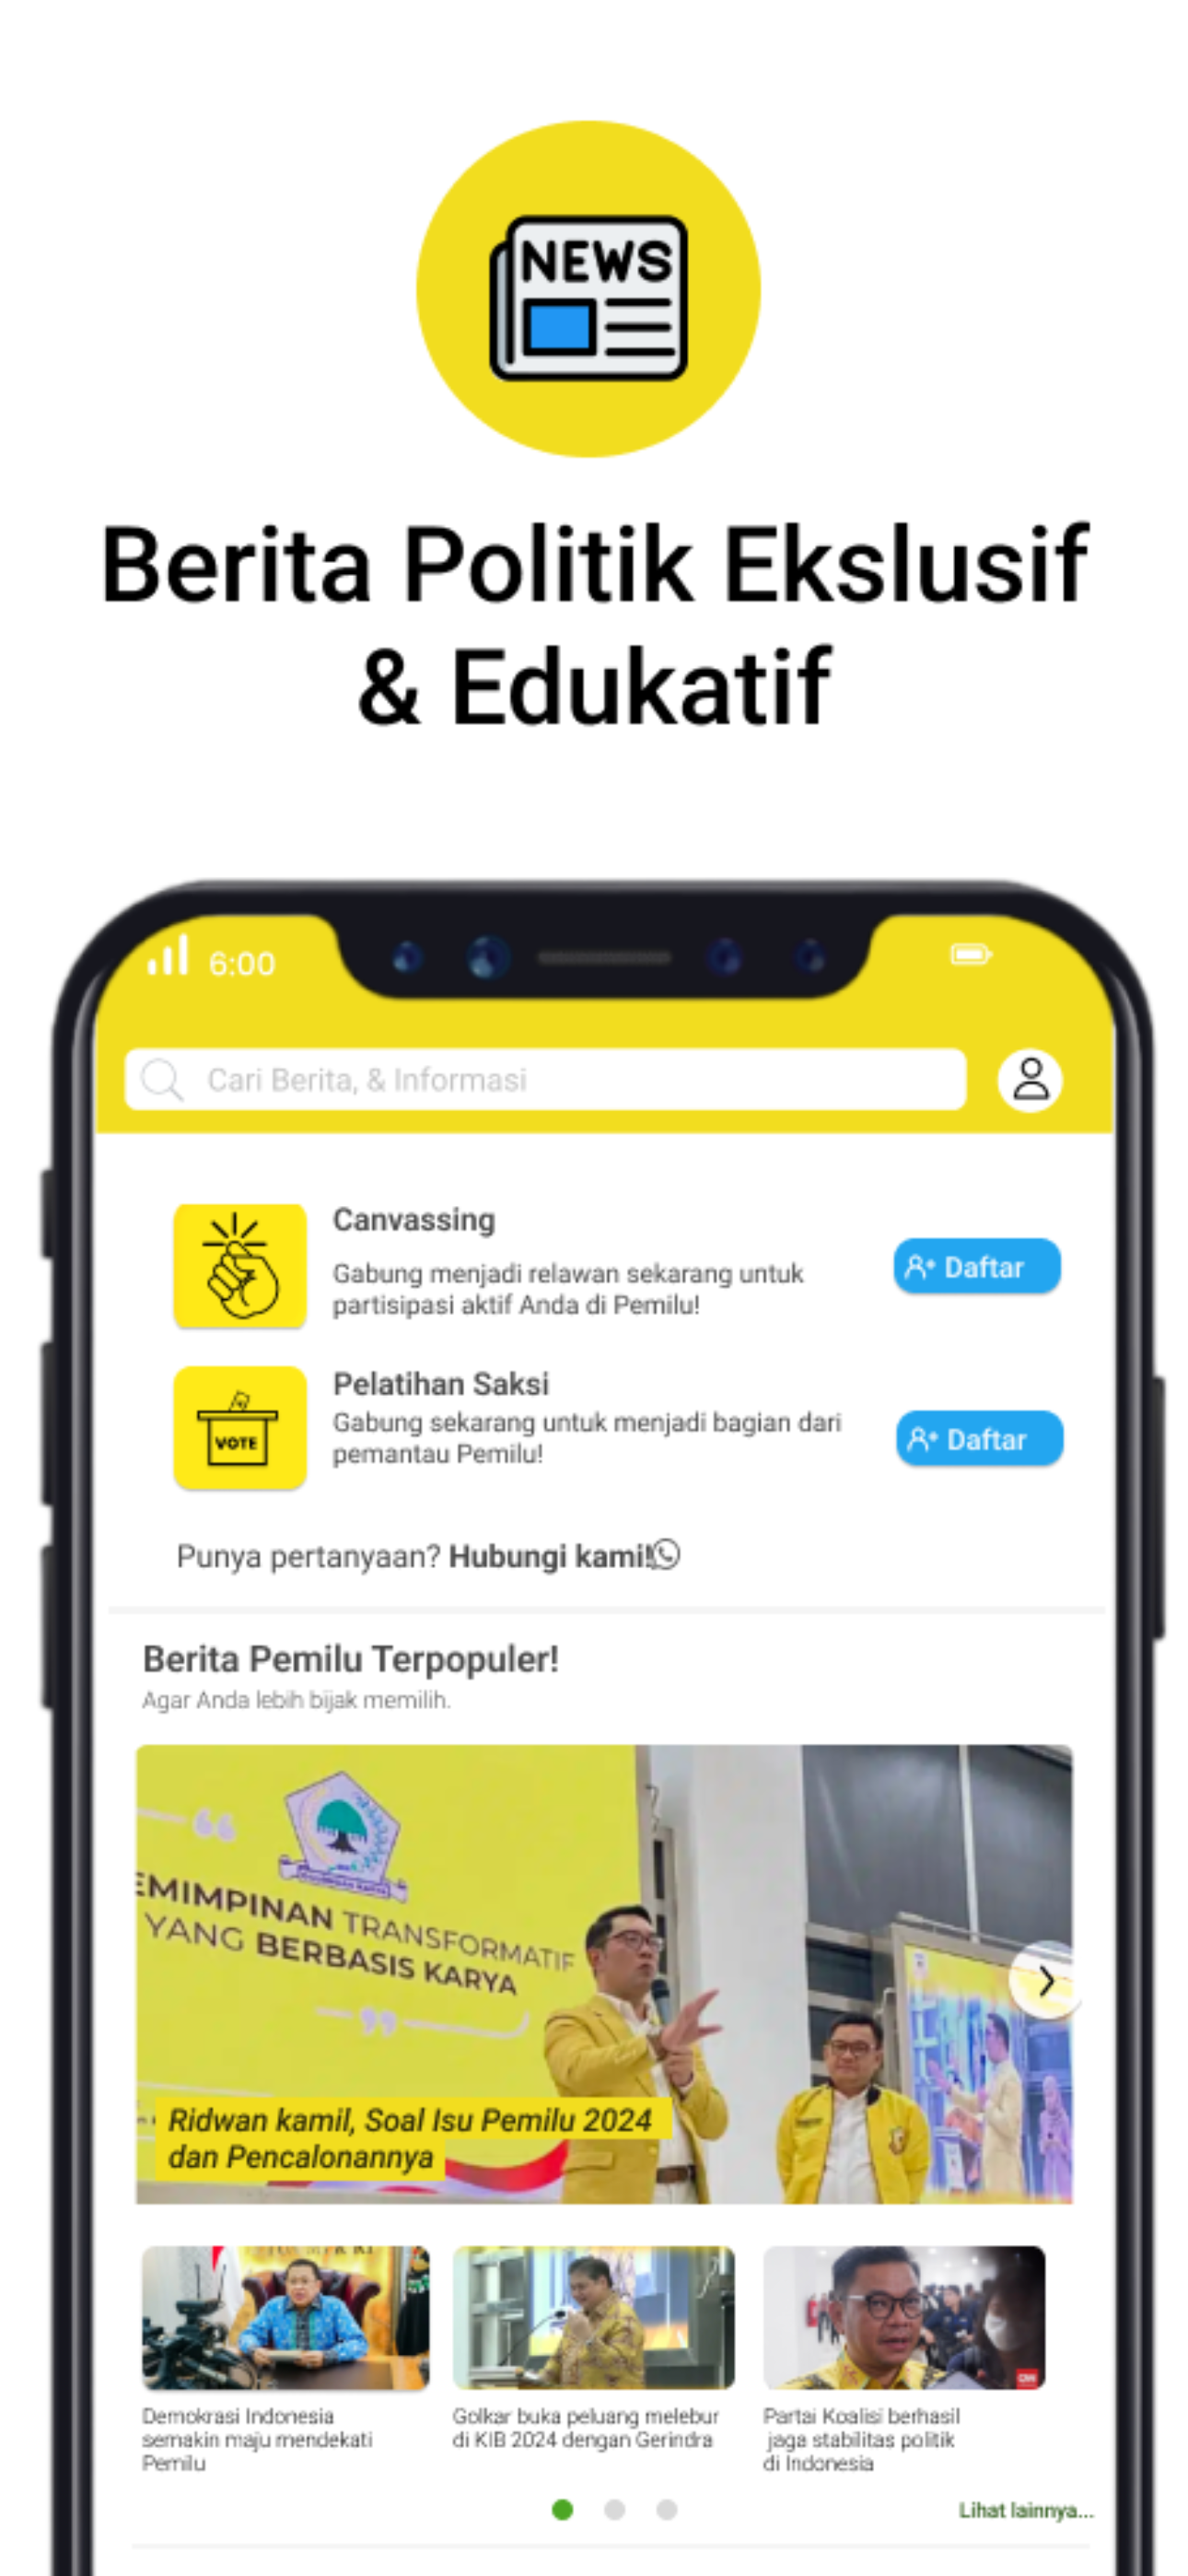 NEWS
Berita Politik Ekslusif
& Edukatif
6:00
Cari Berita, & Informasi
Canvassing
Gabung menjadi relawan sekarang untuk
partisipasi aktif Anda di Pemilu!
Daftar
VOTE
Pelatihan Saksi
Gabung sekarang untuk menjadi bagian dari
pemantau Pemilu!
Daftar
Punya pertanyaan? Hubungi kami!
Berita Pemilu Terpopuler!
Agar Anda lebih bijak memilih.
EMIMPINAN TRANSFORMATIF
YANG BERBASIS KARYA
Ridwan kamil, Soal Isu Pemilu 2024
dan Pencalonannya
Demokrasi Indonesia
semakin maju mendekati
Pemilu
Golkar buka peluang melebur
di KIB 2024 dengan Gerindra
Partai Koalisi berhasil
jaga stabilitas politik
di Indonesia
Lihat lainnya...